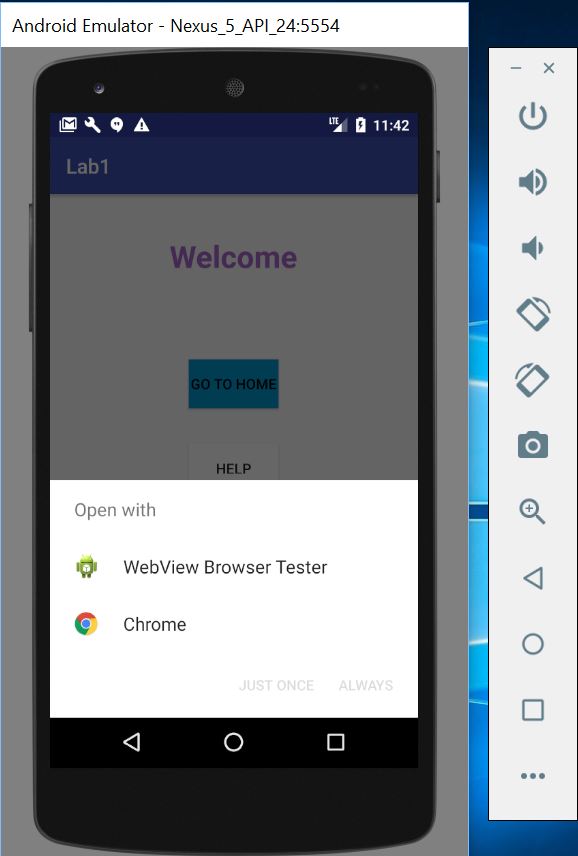 Android Emulator - Nexus_5_API_24:5554
LTE 11:42
Lab1
Welcome
GO TO HOME
HELP
Open with
WebView Browser Tester
Chrome
JUST ONCE ALWAYS